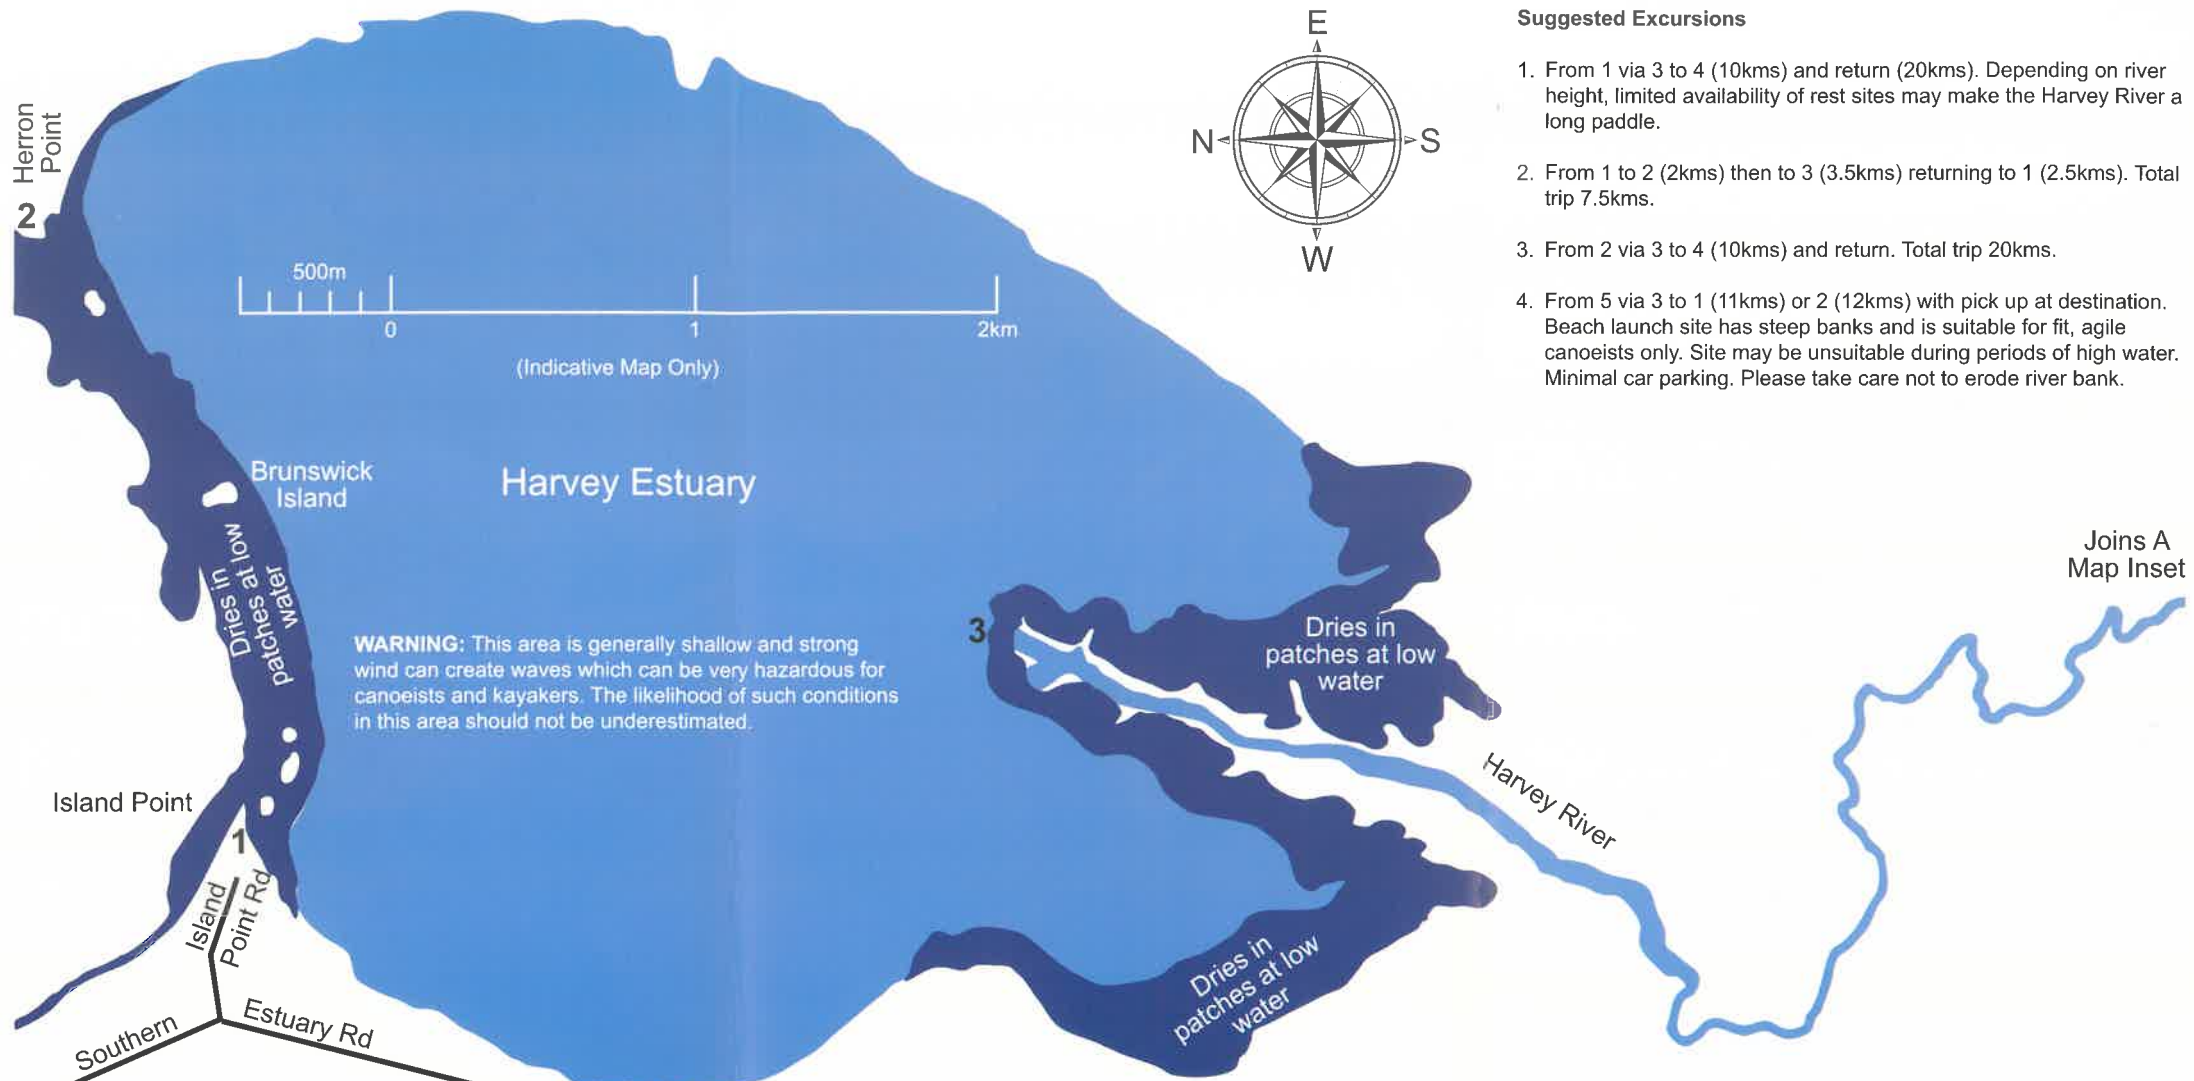 Suggested Excursions
1. From 1 via 3 to 4 (10kms) and return (20kms). Depending on river
height, limited availability of rest sites may make the Harvey River a
long paddle.
2. From 1 to 2 (2kms) then to 3 (3.5kms) returning to 1 (2.5kms). Total
trip 7.5kms.
3. From 2 via 3 to 4 (10kms) and return. Total trip 20kms.
4. From 5 via 3 to 1 (11kms) or 2 (12kms) with pick up at destination.
Beach launch site has steep banks and is suitable for fit, agile
canoeists only. Site may be unsuitable during periods of high water.
Minimal car parking. Please take care not to erode river bank.
E
N
S
W
Herron
Point
2
500m
0
1
2km
(Indicative Map Only)
Brunswick
Island
Harvey Estuary
Dries in
patches at low
water
WARNING: This area is generally shallow and strong
wind can create waves which can be very hazardous for
canoeists and kayakers. The likelihood of such conditions
in this area should not be underestimated.
3
Dries in
patches at low
water
Joins A
Map Inset
Harvey River
Island Point
1
Island
Point Rd
Dries in
patches at low
water
Southern
Estuary Rd